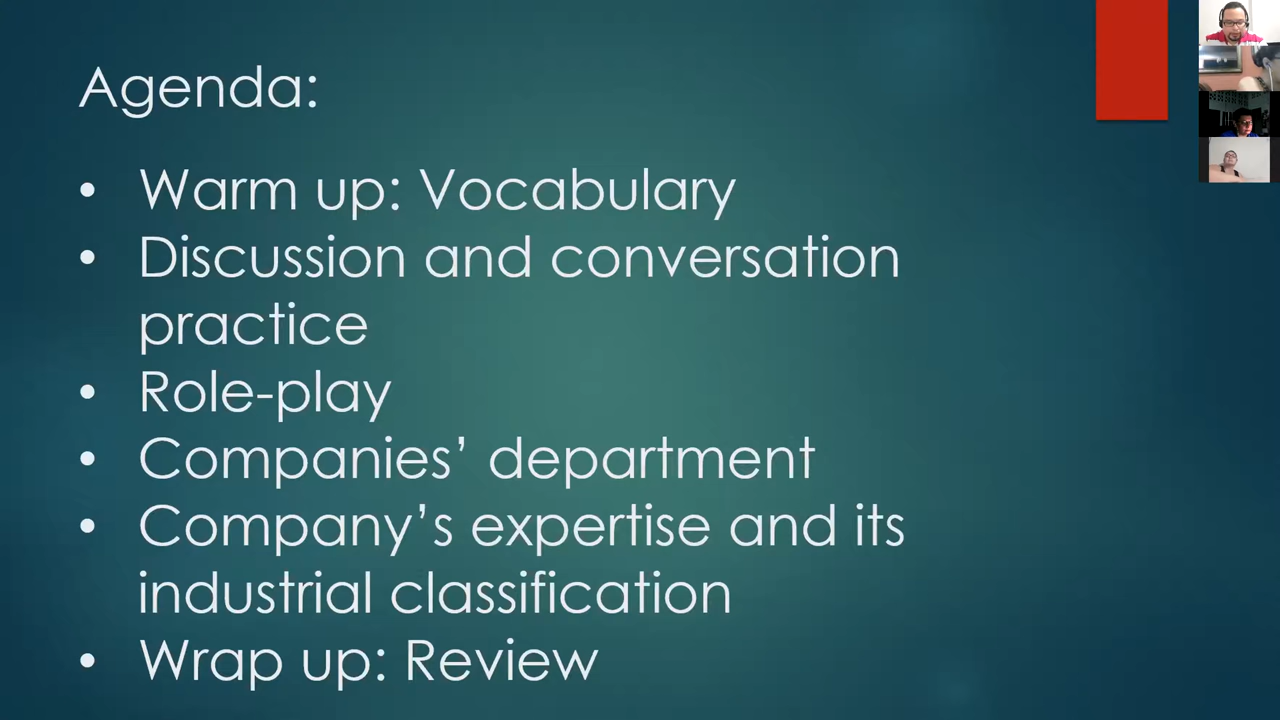 Agenda:
• Warm up: Vocabulary
• Discussion and conversation
practice
• Role-play
• Companies’ department
• Company’s expertise and its
industrial classification
• Wrap up: Review